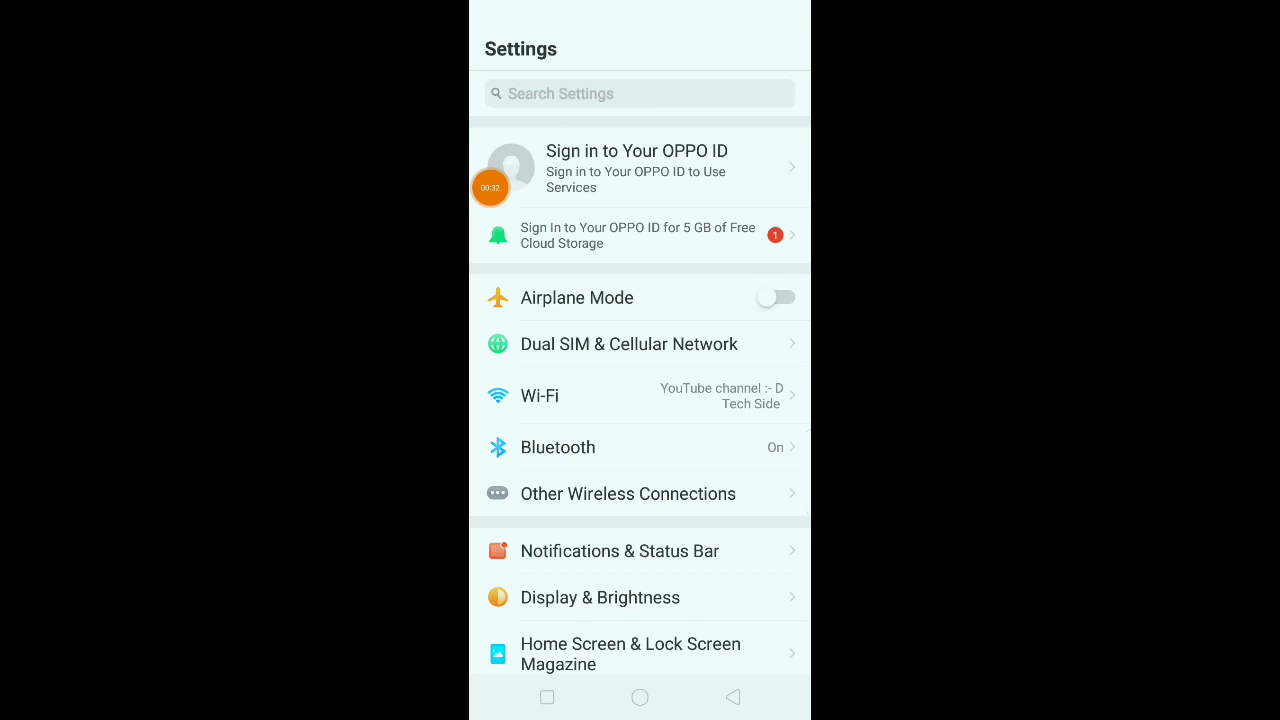 Settings
Search Settings
Sign in to Your OPPO ID
Sign in to Your OPPO ID to Use
Services
00:32
Sign In to Your OPPO ID for 5 GB of Free
Cloud Storage
1
Airplane Mode
Dual SIM & Cellular Network
Wi-Fi
YouTube channel :- D
Tech Side
Bluetooth
On
Other Wireless Connections
Notifications & Status Bar
Display & Brightness
Home Screen & Lock Screen
Magazine